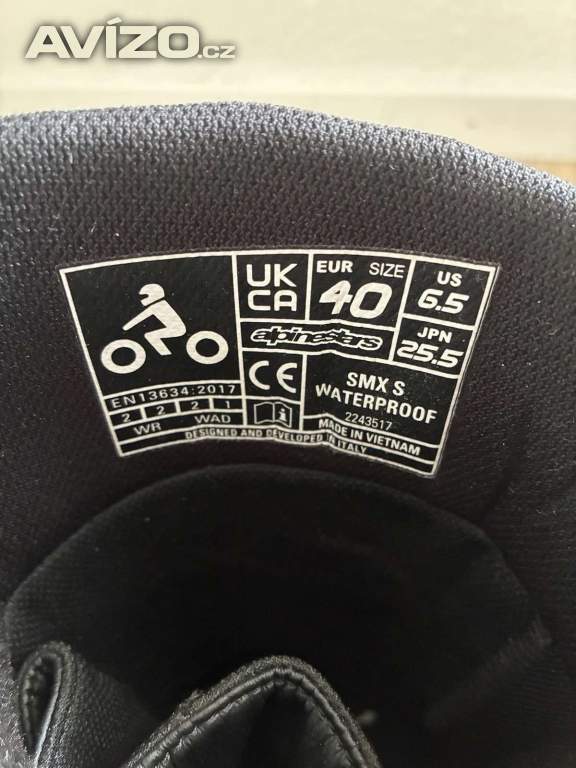 AVÍZO.cz
UK CA
EUR SIZE 40
US 6.5
JPN 25.5
alpinestars
CE
SMX S
WATERPROOF
2243517
EN13634:2017
2 2 2 1
WR WAD
MADE IN VIETNAM
DESIGNED AND DEVELOPED IN ITALY